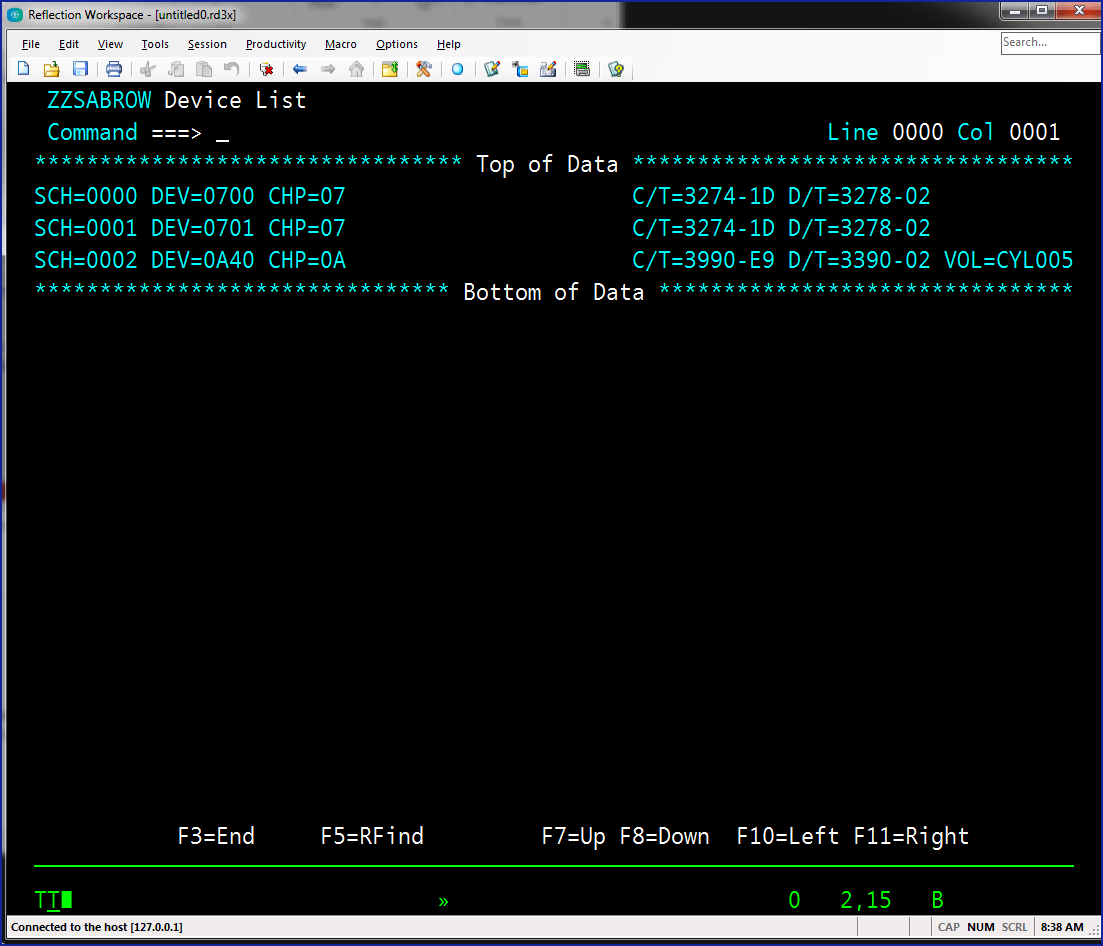 Reflection Workspace - [untitled0.rd3x]
File Edit View Tools Session Productivity Macro Options Help
Search...
ZZSABROW Device List
Command ===> _ Line 0000 Col 0001
********************************* Top of Data **********************************
SCH=0000 DEV=0700 CHP=07 C/T=3274-1D D/T=3278-02
SCH=0001 DEV=0701 CHP=07 C/T=3274-1D D/T=3278-02
SCH=0002 DEV=0A40 CHP=0A C/T=3990-E9 D/T=3390-02 VOL=CYL005
******************************** Bottom of Data ********************************
F3=End F5=RFind F7=Up F8=Down F10=Left F11=Right
TT » 0 2,15 B
Connected to the host [127.0.0.1] CAP NUM SCRL 8:38 AM